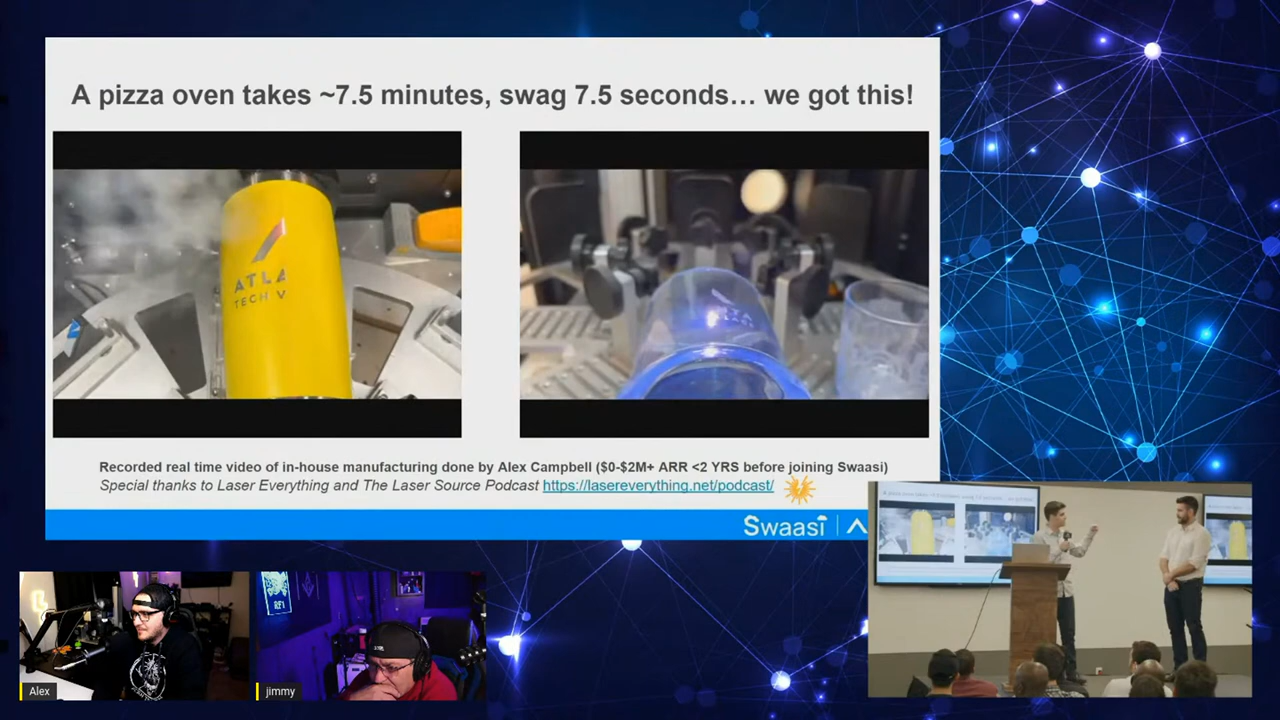 A pizza oven takes ~7.5 minutes, swag 7.5 seconds… we got this!
ATLA
TECH V
Recorded real time video of in-house manufacturing done by Alex Campbell ($0-$2M+ ARR <2 YRS before joining Swaasi)
Special thanks to Laser Everything and The Laser Source Podcast https://lasereverything.net/podcast/
Swaasi
Alex
jimmy